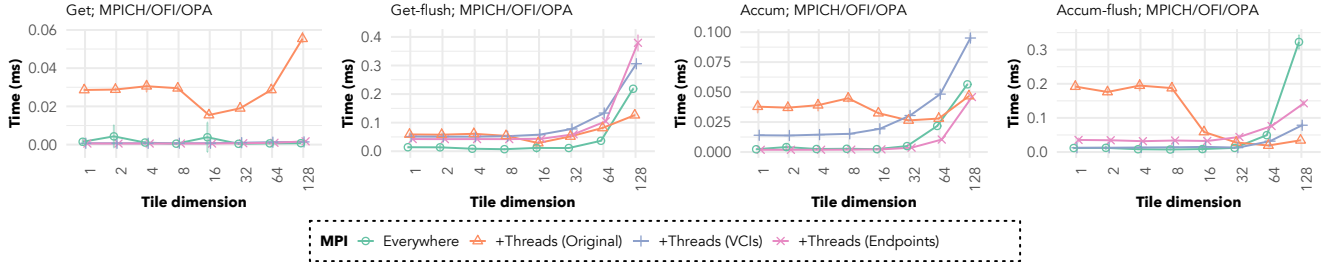 Get; MPICH/OFI/OPA
Time (ms)
0.06
0.04
0.02
0.00
1 2 4 8 16 32 64 128
Tile dimension
Get-flush; MPICH/OFI/OPA
Time (ms)
0.4
0.3
0.2
0.1
0.0
1 2 4 8 16 32 64 128
Tile dimension
Accum; MPICH/OFI/OPA
Time (ms)
0.100
0.075
0.050
0.025
0.000
1 2 4 8 16 32 64 128
Tile dimension
Accum-flush; MPICH/OFI/OPA
Time (ms)
0.3
0.2
0.1
0.0
1 2 4 8 16 32 64 128
Tile dimension
MPI Everywhere +Threads (Original) +Threads (VCIs) +Threads (Endpoints)